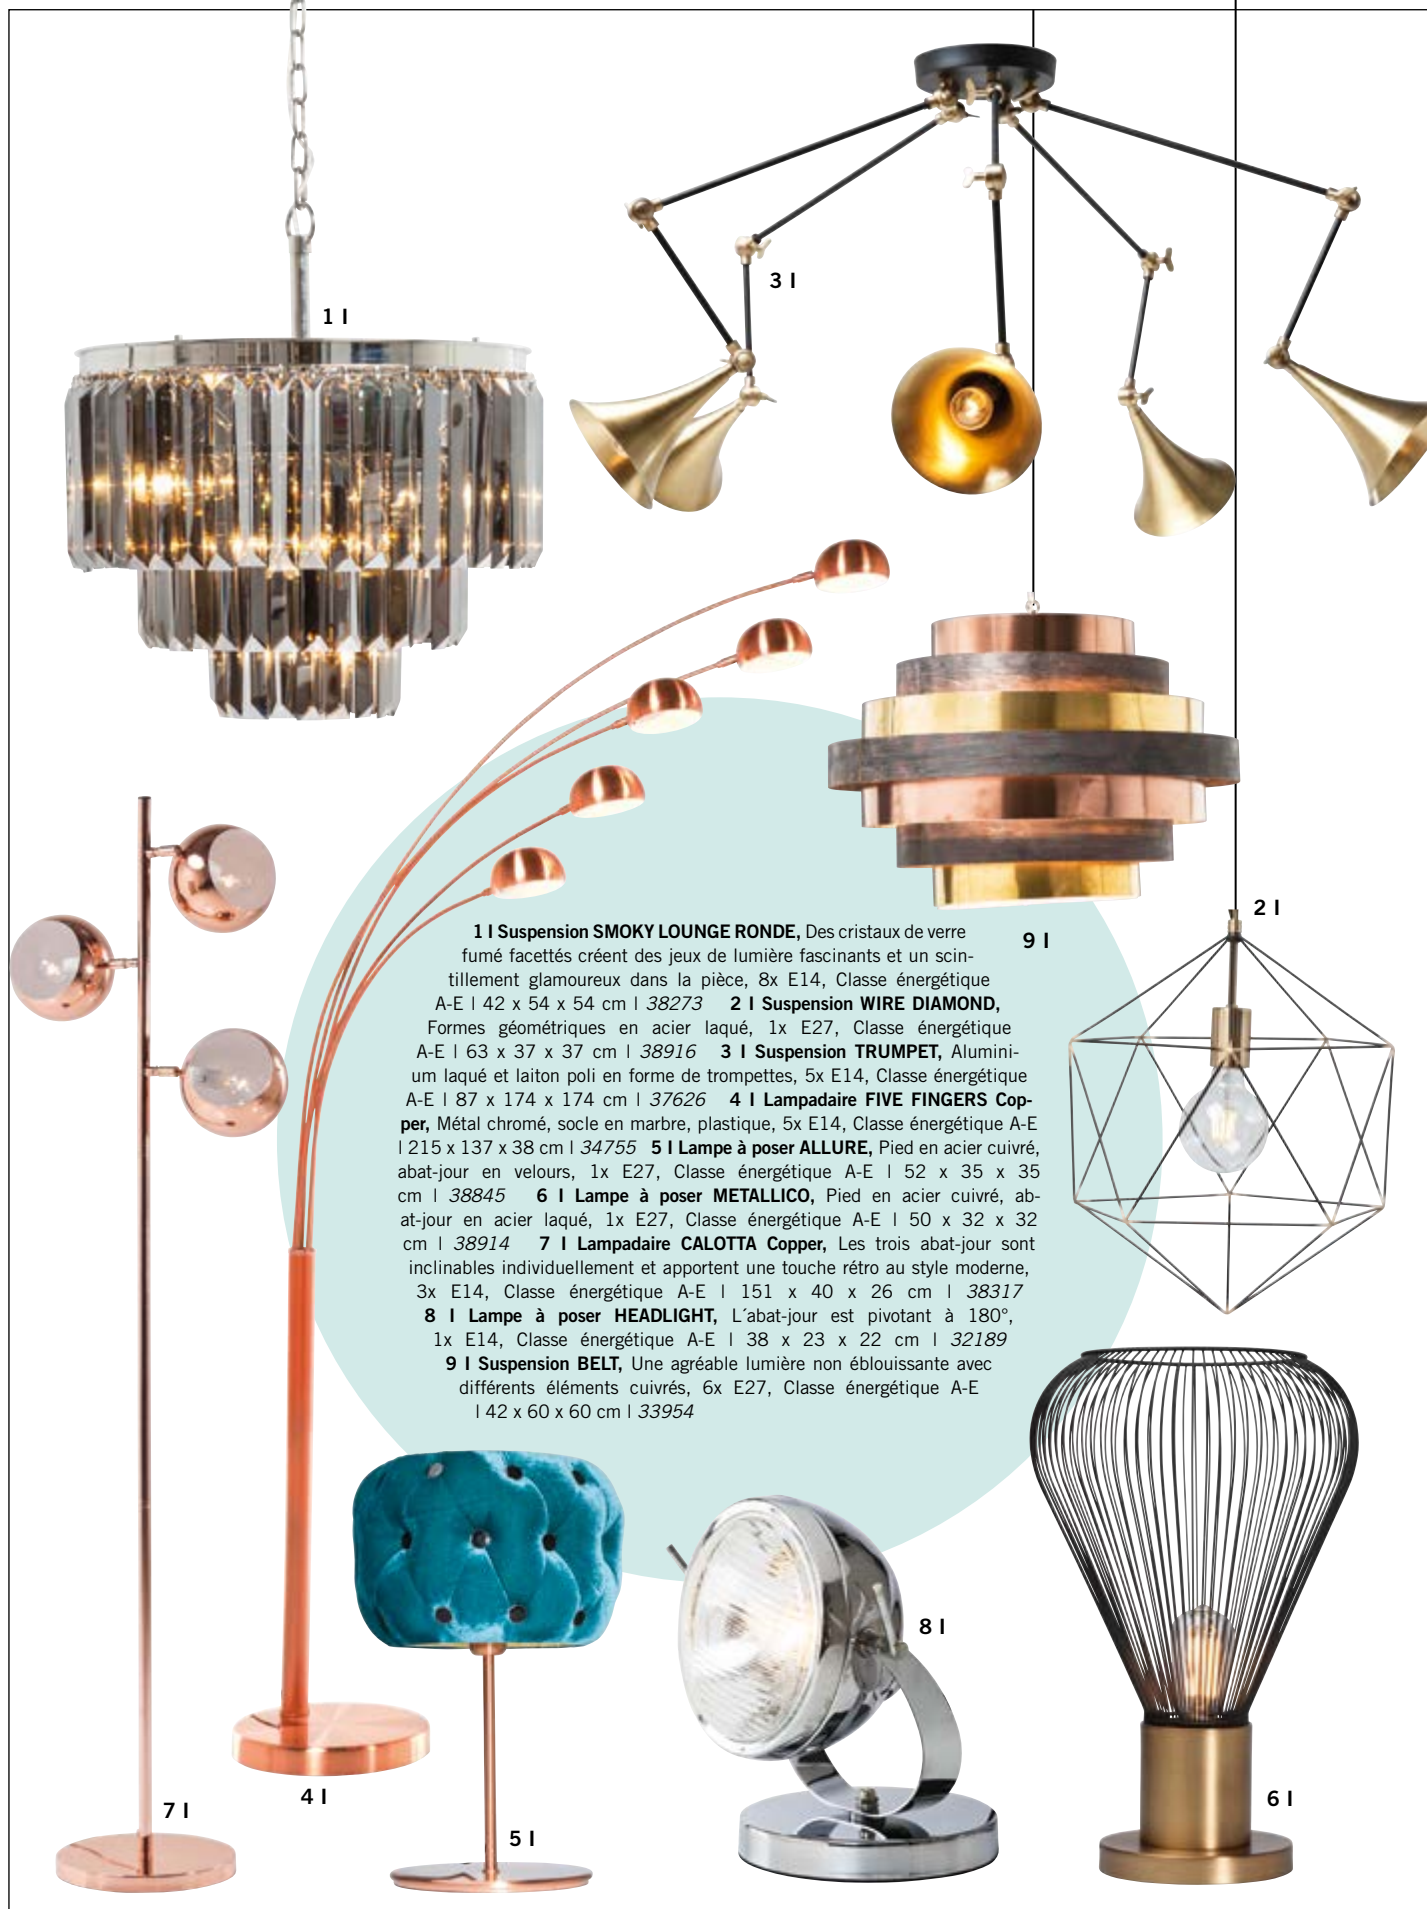 3 I
1 I
2 I
9 I
1 I Suspension SMOKY LOUNGE RONDE, Des cristaux de verre
fumé facettés créent des jeux de lumière fascinants et un scin-
tillement glamoureux dans la pièce, 8x E14, Classe énergétique
A-E | 42 x 54 x 54 cm | 38273 2 I Suspension WIRE DIAMOND,
Formes géométriques en acier laqué, 1x E27, Classe énergétique
A-E | 63 x 37 x 37 cm | 38916 3 I Suspension TRUMPET, Alumini-
um laqué et laiton poli en forme de trompettes, 5x E14, Classe énergétique
A-E | 87 x 174 x 174 cm | 37626 4 I Lampadaire FIVE FINGERS Cop-
per, Métal chromé, socle en marbre, plastique, 5x E14, Classe énergétique A-E
| 215 x 137 x 38 cm | 34755 5 I Lampe à poser ALLURE, Pied en acier cuivré,
abat-jour en velours, 1x E27, Classe énergétique A-E | 52 x 35 x 35
cm | 38845 6 I Lampe à poser METALLICO, Pied en acier cuivré, ab-
at-jour en acier laqué, 1x E27, Classe énergétique A-E | 50 x 32 x 32
cm | 38914 7 I Lampadaire CALOTTA Copper, Les trois abat-jour sont
inclinables individuellement et apportent une touche rétro au style moderne,
3x E14, Classe énergétique A-E | 151 x 40 x 26 cm | 38317
8 I Lampe à poser HEADLIGHT, L´abat-jour est pivotant à 180°,
1x E14, Classe énergétique A-E | 38 x 23 x 22 cm | 32189
9 I Suspension BELT, Une agréable lumière non éblouissante avec
différents éléments cuivrés, 6x E27, Classe énergétique A-E
| 42 x 60 x 60 cm | 33954
8 I
4 I
6 I
7 I
5 I